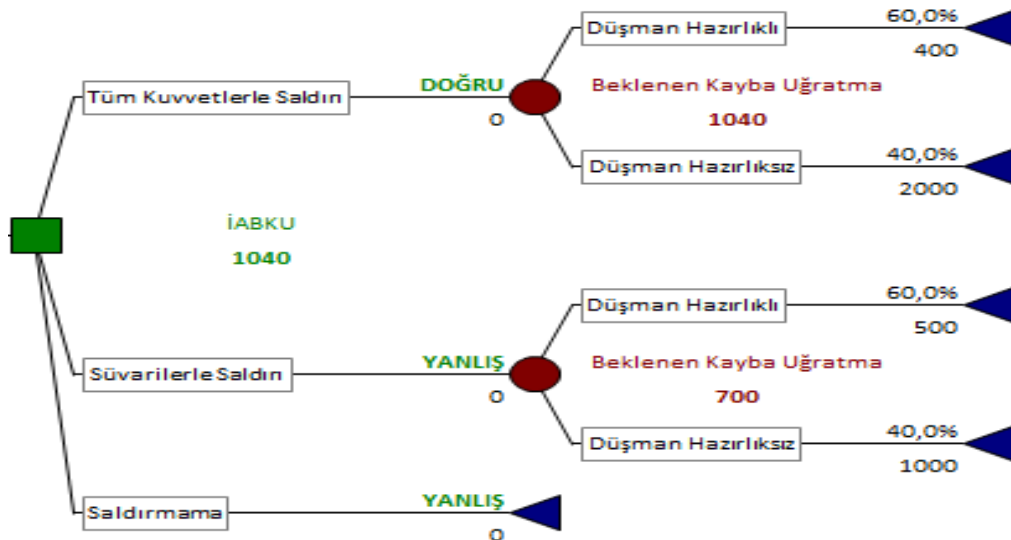 Düşman Hazırlıklı
60,0%
400
Tüm Kuvvetlerle Saldırı
DOĞRU
0
Beklenen Kayba Uğratma
1040
Düşman Hazırlıksız
40,0%
2000
İABKU
1040
Düşman Hazırlıklı
60,0%
500
Süvarilerle Saldırı
YANLIŞ
0
Beklenen Kayba Uğratma
700
Düşman Hazırlıksız
40,0%
1000
Saldırmama
YANLIŞ
0